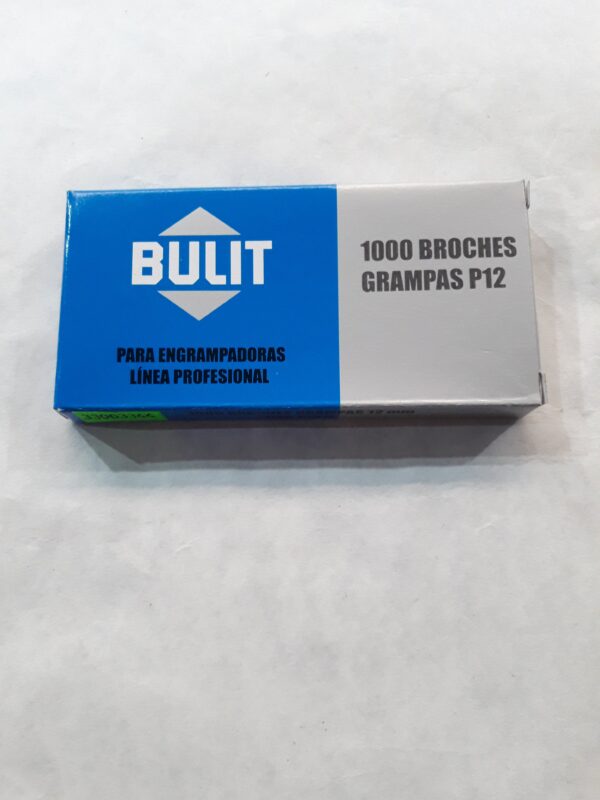 BULIT
PARA ENGRAMPADORAS
LÍNEA PROFESIONAL
1000 BROCHES
GRAMPAS P12